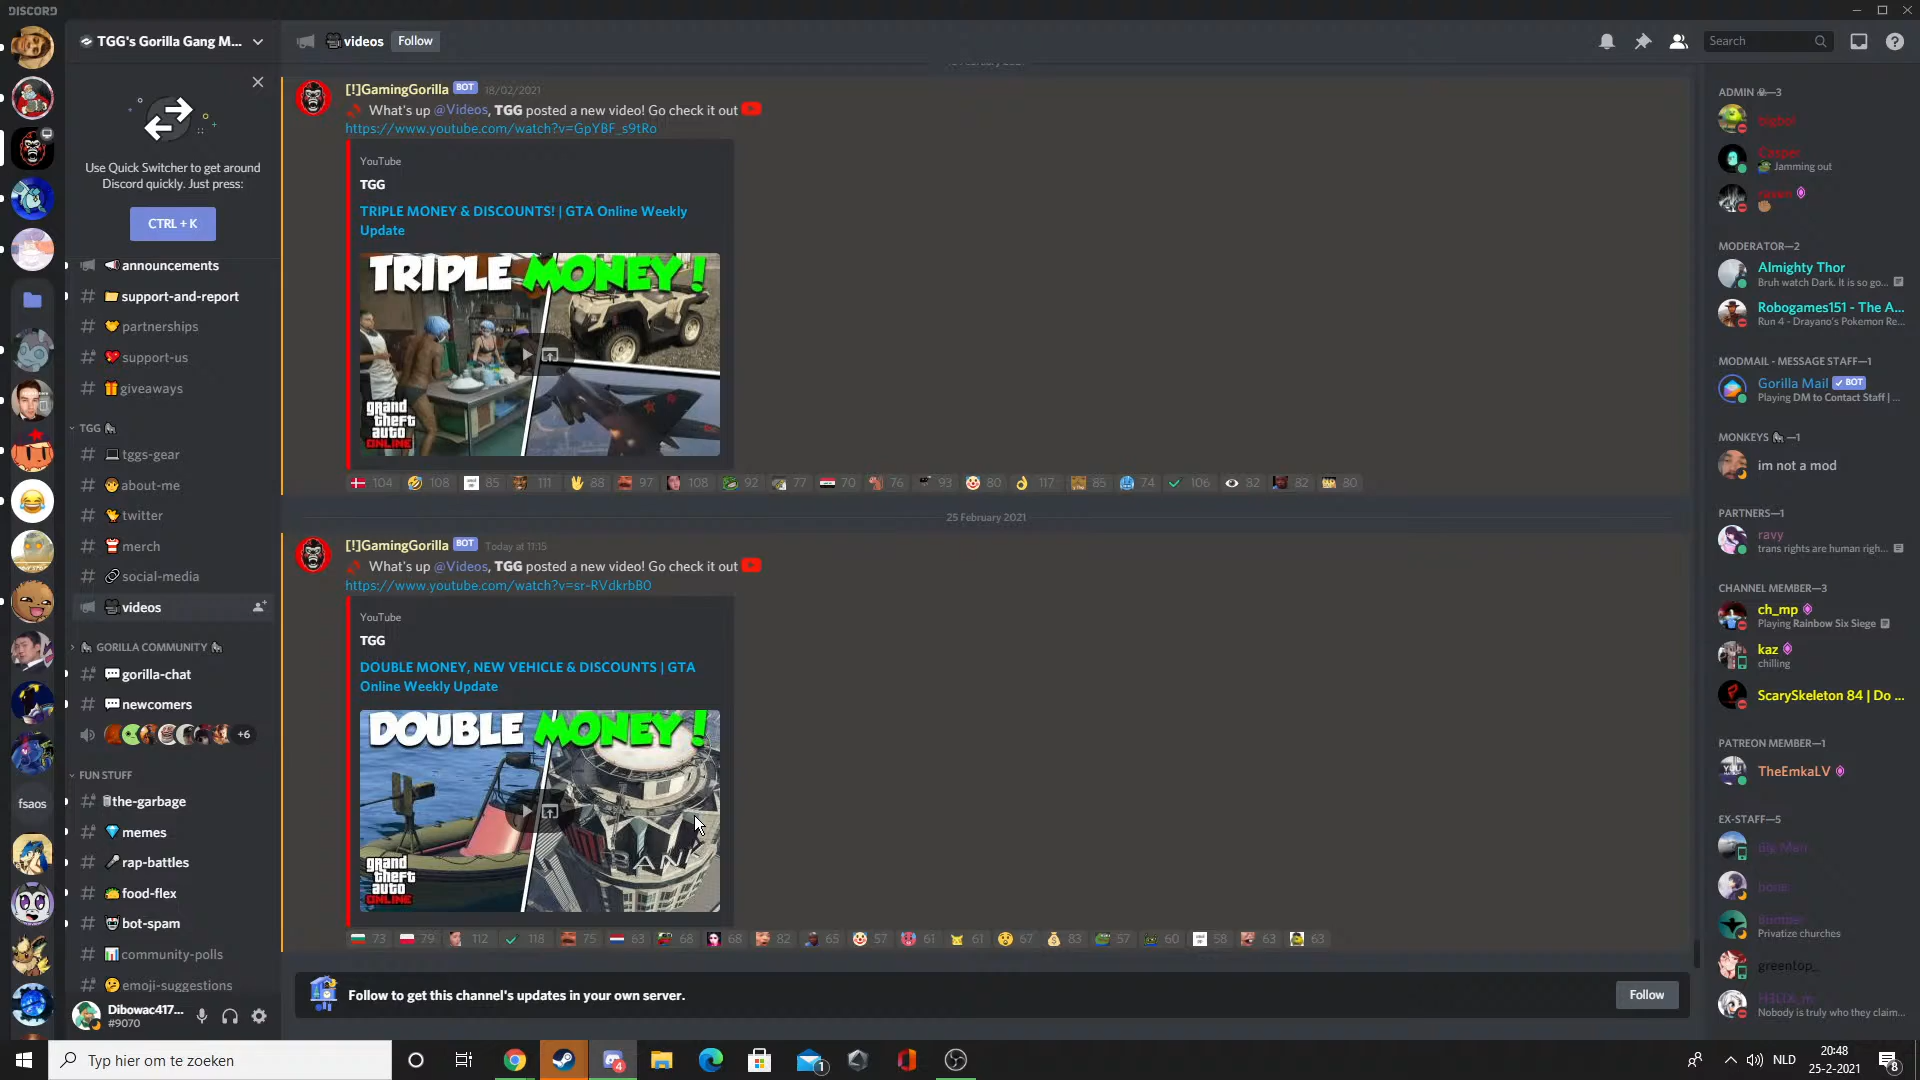 DISCORD
TGG's Gorilla Gang M...
videos
Follow
Search
Use Quick Switcher to get around
Discord quickly. Just press:
CTRL + K
announcements
support-and-report
partnerships
support-us
giveaways
TGG
tggs-gear
about-me
twitter
merch
social-media
videos
GORILLA COMMUNITY
gorilla-chat
newcomers
+6
FUN STUFF
the-garbage
memes
rap-battles
food-flex
bot-spam
community-polls
emoji-suggestions
fsaos
Dibowac417...
#9070
[!]GamingGorilla BOT 18/02/2021
What's up @Videos, TGG posted a new video! Go check it out
https://www.youtube.com/watch?v=GpYBF_s9tRo
YouTube
TGG
TRIPLE MONEY & DISCOUNTS! | GTA Online Weekly
Update
TRIPLE MONEY!
grand
theft
auto
ONLINE
104 108 85 111 88 97 108 92 77 70 76 93 80 117 85 74 106 82 82 80
25 February 2021
[!]GamingGorilla BOT Today at 11:15
What's up @Videos, TGG posted a new video! Go check it out
https://www.youtube.com/watch?v=sr-RVdkrbB0
YouTube
TGG
DOUBLE MONEY, NEW VEHICLE & DISCOUNTS | GTA
Online Weekly Update
DOUBLE MONEY!
BANK
grand
theft
auto
ONLINE
73 79 112 118 75 63 68 68 82 65 57 61 61 67 83 57 60 58 63 63
Follow to get this channel's updates in your own server.
Follow
ADMIN —3
bigboi
Casper
Jamming out
raven
MODERATOR—2
Almighty Thor
Bruh watch Dark. It is so go...
Robogames151 - The A...
Run 4 - Drayano's Pokemon Re...
MODMAIL - MESSAGE STAFF—1
Gorilla Mail BOT
Playing DM to Contact Staff | ...
MONKEYS —1
im not a mod
PARTNERS—1
ravy
trans rights are human righ...
CHANNEL MEMBER—3
ch_mp
Playing Rainbow Six Siege
kaz
chilling
ScarySkeleton 84 | Do ...
PATREON MEMBER—1
TheEmkaLV
EX-STAFF—5
Big Man
Bumper
Privatize churches
greentop_
H3LIX_m
Nobody is truly who they claim...
Typ hier om te zoeken
4
1
NLD
20:48
25-2-2021
8